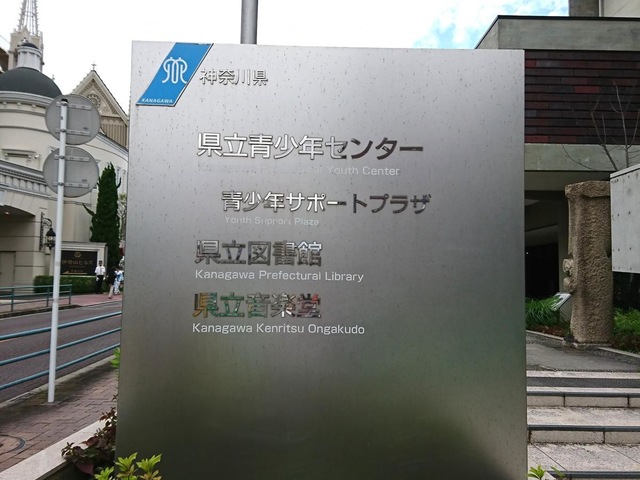 KANAGAWA
神奈川県
県立青少年センター
Youth Center
青少年サポートプラザ
Youth Support Plaza
県立図書館
Kanagawa Prefectural Library
県立音楽堂
Kanagawa Kenritsu Ongakudo